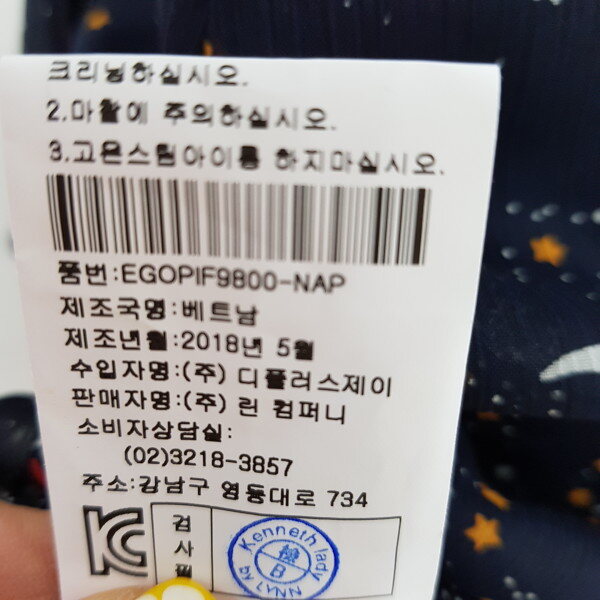 크리닝하십시오.
2.마찰에 주의하십시오.
3.고온스팀아이롱 하지마십시오.
품번:EGOPIF9800-NAP
제조국명:베트남
제조년월:2018년 5월
수입자명:(주) 디플러스제이
판매자명:(주) 린 컴퍼니
소비자상담실:
(02)3218-3857
주소:강남구 영동대로 734
검
사
필
Kenneth lady
檢
B
by LYNN